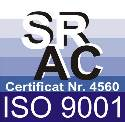 SR
AC
Certificat Nr. 4560
ISO 9001